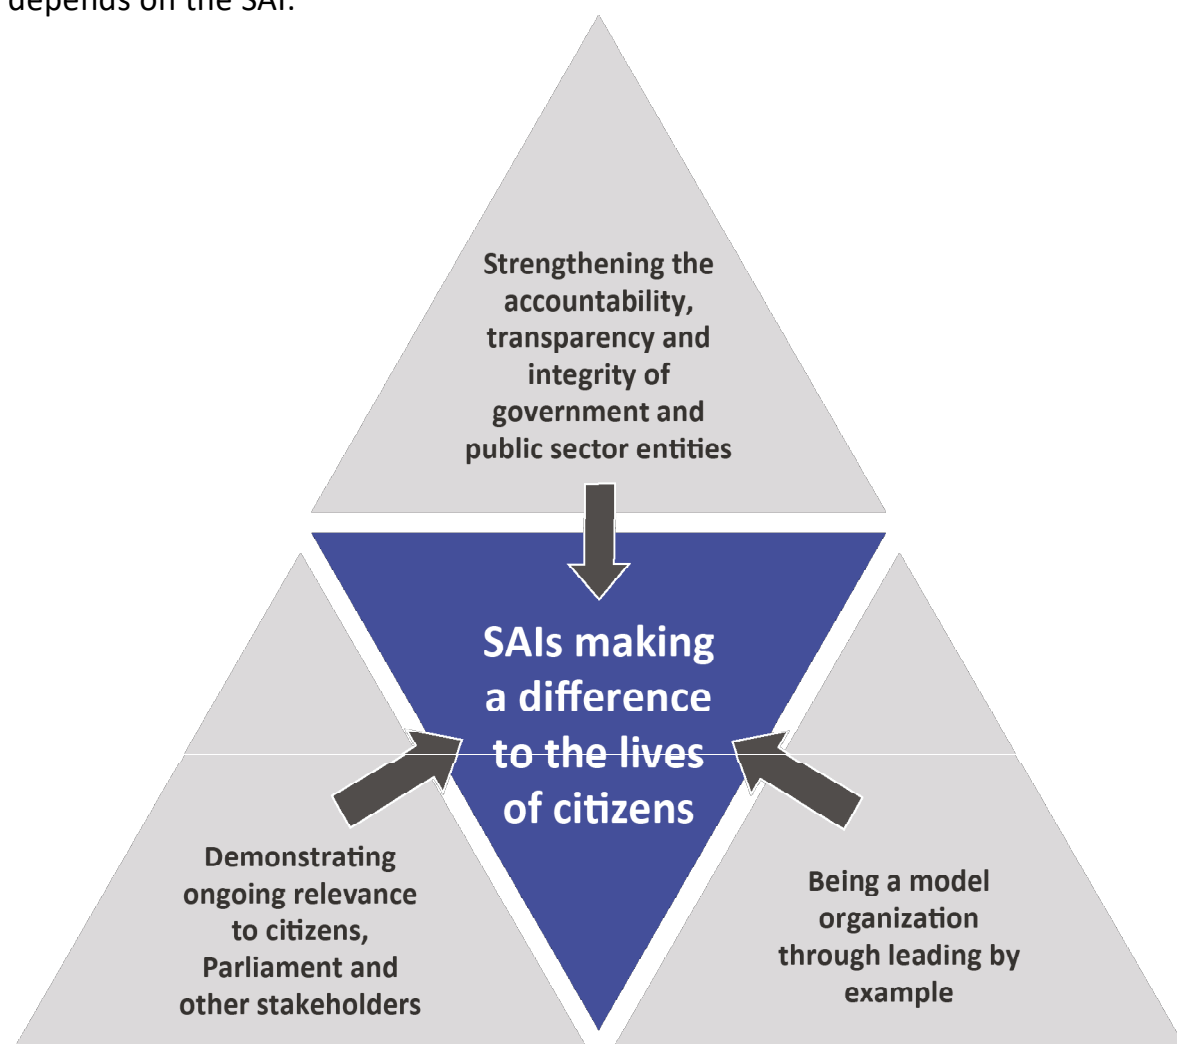 depends on the SAI.
Strengthening the
accountability,
transparency and
integrity of
government and
public sector entities
SAIs making
a difference
to the lives
of citizens
Demonstrating
ongoing relevance
to citizens,
Parliament and
other stakeholders
Being a model
organization
through leading by
example